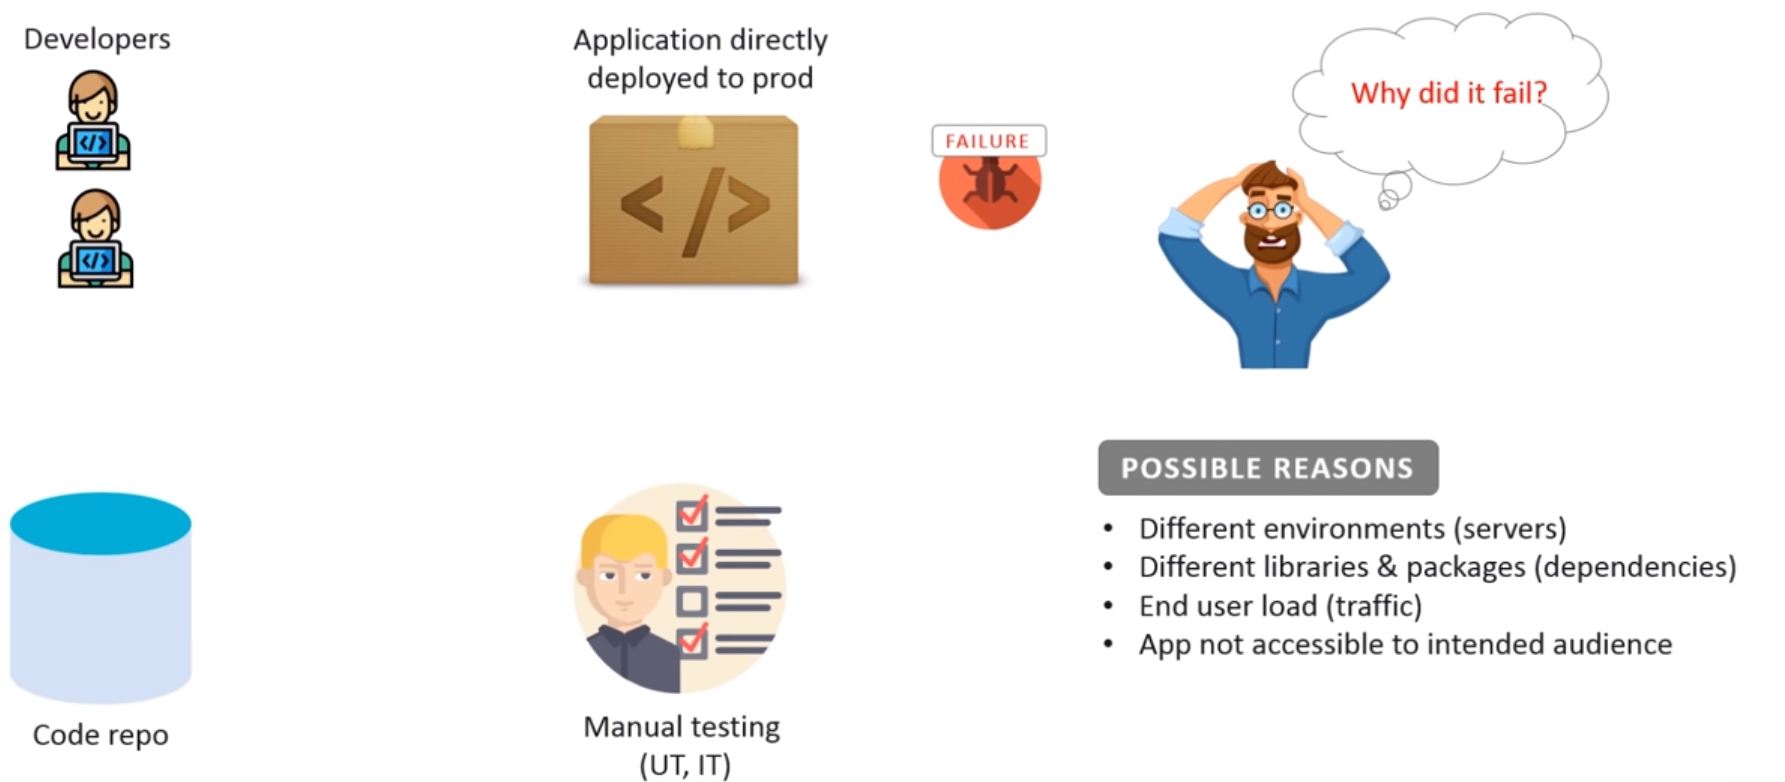 Developers
Application directly
deployed to prod
FAILURE
Why did it fail?
</>
</>
</>
Code repo
Manual testing
(UT, IT)
POSSIBLE REASONS
• Different environments (servers)
• Different libraries & packages (dependencies)
• End user load (traffic)
• App not accessible to intended audience